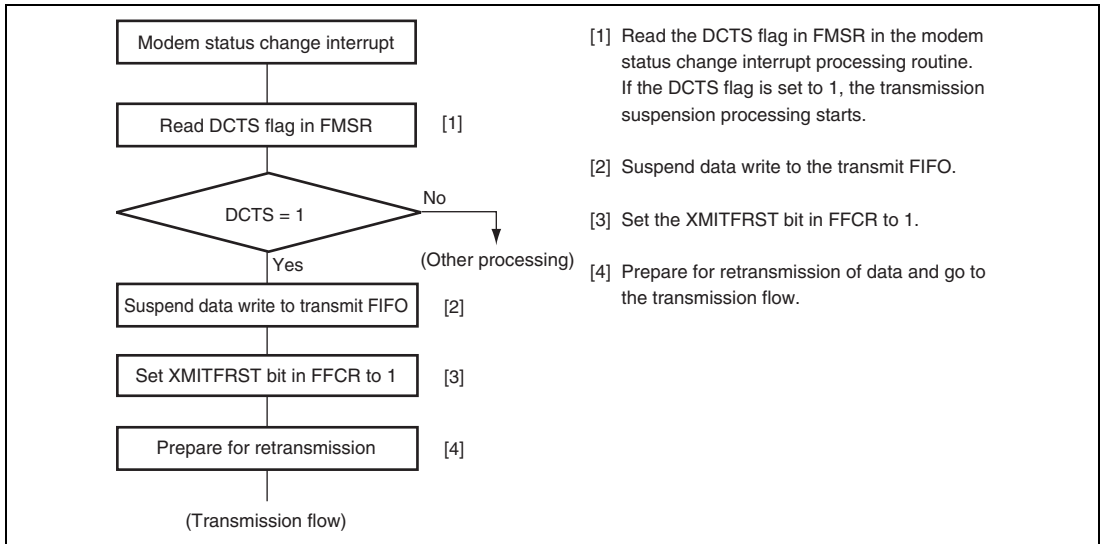 Modem status change interrupt
Read DCTS flag in FMSR [1]
DCTS = 1
No
(Other processing)
Yes
Suspend data write to transmit FIFO [2]
Set XMITFRST bit in FFCR to 1 [3]
Prepare for retransmission [4]
(Transmission flow)
[1] Read the DCTS flag in FMSR in the modem
status change interrupt processing routine.
If the DCTS flag is set to 1, the transmission
suspension processing starts.
[2] Suspend data write to the transmit FIFO.
[3] Set the XMITFRST bit in FFCR to 1.
[4] Prepare for retransmission of data and go to
the transmission flow.